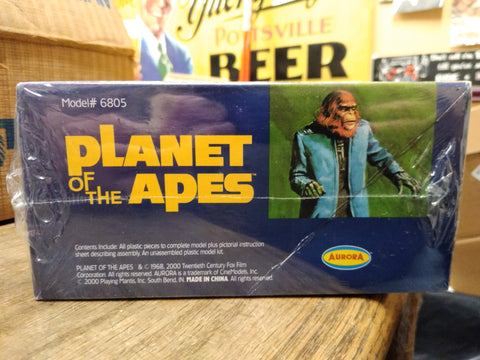 Yuengling's
POTTSVILLE
BEER
Model# 6805
PLANET
OF THE APES™
Contents Include: All plastic pieces to complete model plus pictorial instruction
sheet describing assembly. An unassembled plastic model kit.
PLANET OF THE APES & © 1968, 2000 Twentieth Century Fox Film
Corporation. All rights reserved. AURORA is a trademark of CineModels, Inc.
© 2000 Playing Mantis, Inc. South Bend, IN. MADE IN CHINA. All rights reserved.
AURORA